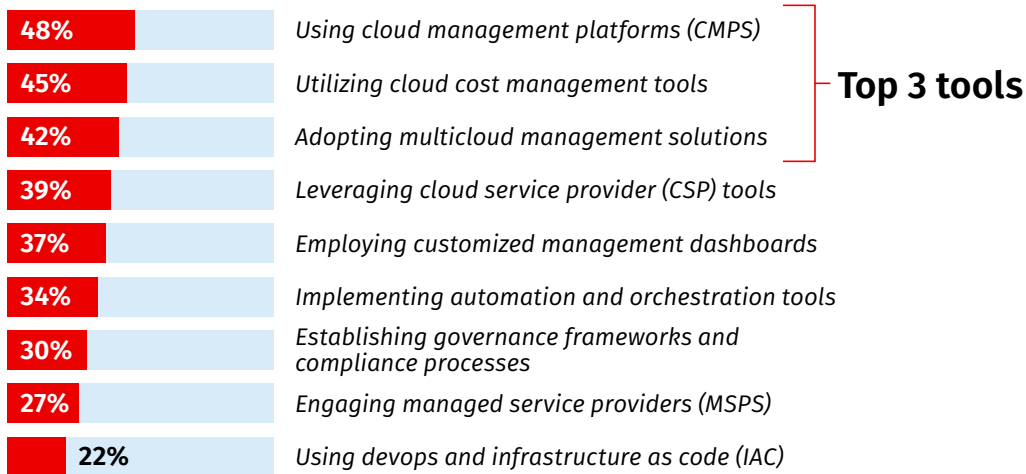 48% Using cloud management platforms (CMPS)
45% Utilizing cloud cost management tools
Top 3 tools
42% Adopting multicloud management solutions
39% Leveraging cloud service provider (CSP) tools
37% Employing customized management dashboards
34% Implementing automation and orchestration tools
30% Establishing governance frameworks and
compliance processes
27% Engaging managed service providers (MSPS)
22% Using devops and infrastructure as code (IAC)